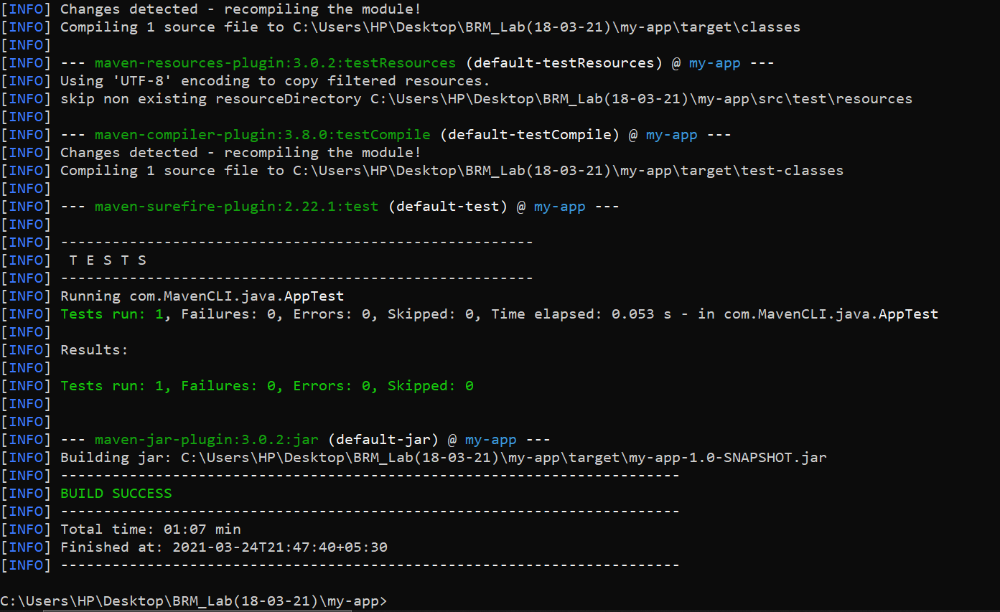 [INFO] Changes detected - recompiling the module!
[INFO] Compiling 1 source file to C:\Users\HP\Desktop\BRM_Lab(18-03-21)\my-app\target\classes
[INFO]
[INFO] --- maven-resources-plugin:3.0.2:testResources (default-testResources) @ my-app ---
[INFO] Using 'UTF-8' encoding to copy filtered resources.
[INFO] skip non existing resourceDirectory C:\Users\HP\Desktop\BRM_Lab(18-03-21)\my-app\src\test\resources
[INFO]
[INFO] --- maven-compiler-plugin:3.8.0:testCompile (default-testCompile) @ my-app ---
[INFO] Changes detected - recompiling the module!
[INFO] Compiling 1 source file to C:\Users\HP\Desktop\BRM_Lab(18-03-21)\my-app\target\test-classes
[INFO]
[INFO] --- maven-surefire-plugin:2.22.1:test (default-test) @ my-app ---
[INFO]
[INFO] -------------------------------------------------------
[INFO]  T E S T S
[INFO] -------------------------------------------------------
[INFO] Running com.MavenCLI.java.AppTest
[INFO] Tests run: 1, Failures: 0, Errors: 0, Skipped: 0, Time elapsed: 0.053 s - in com.MavenCLI.java.AppTest
[INFO]
[INFO] Results:
[INFO]
[INFO] Tests run: 1, Failures: 0, Errors: 0, Skipped: 0
[INFO]
[INFO]
[INFO] --- maven-jar-plugin:3.0.2:jar (default-jar) @ my-app ---
[INFO] Building jar: C:\Users\HP\Desktop\BRM_Lab(18-03-21)\my-app\target\my-app-1.0-SNAPSHOT.jar
[INFO] ------------------------------------------------------------------------
[INFO] BUILD SUCCESS
[INFO] ------------------------------------------------------------------------
[INFO] Total time: 01:07 min
[INFO] Finished at: 2021-03-24T21:47:40+05:30
[INFO] ------------------------------------------------------------------------
C:\Users\HP\Desktop\BRM_Lab(18-03-21)\my-app>